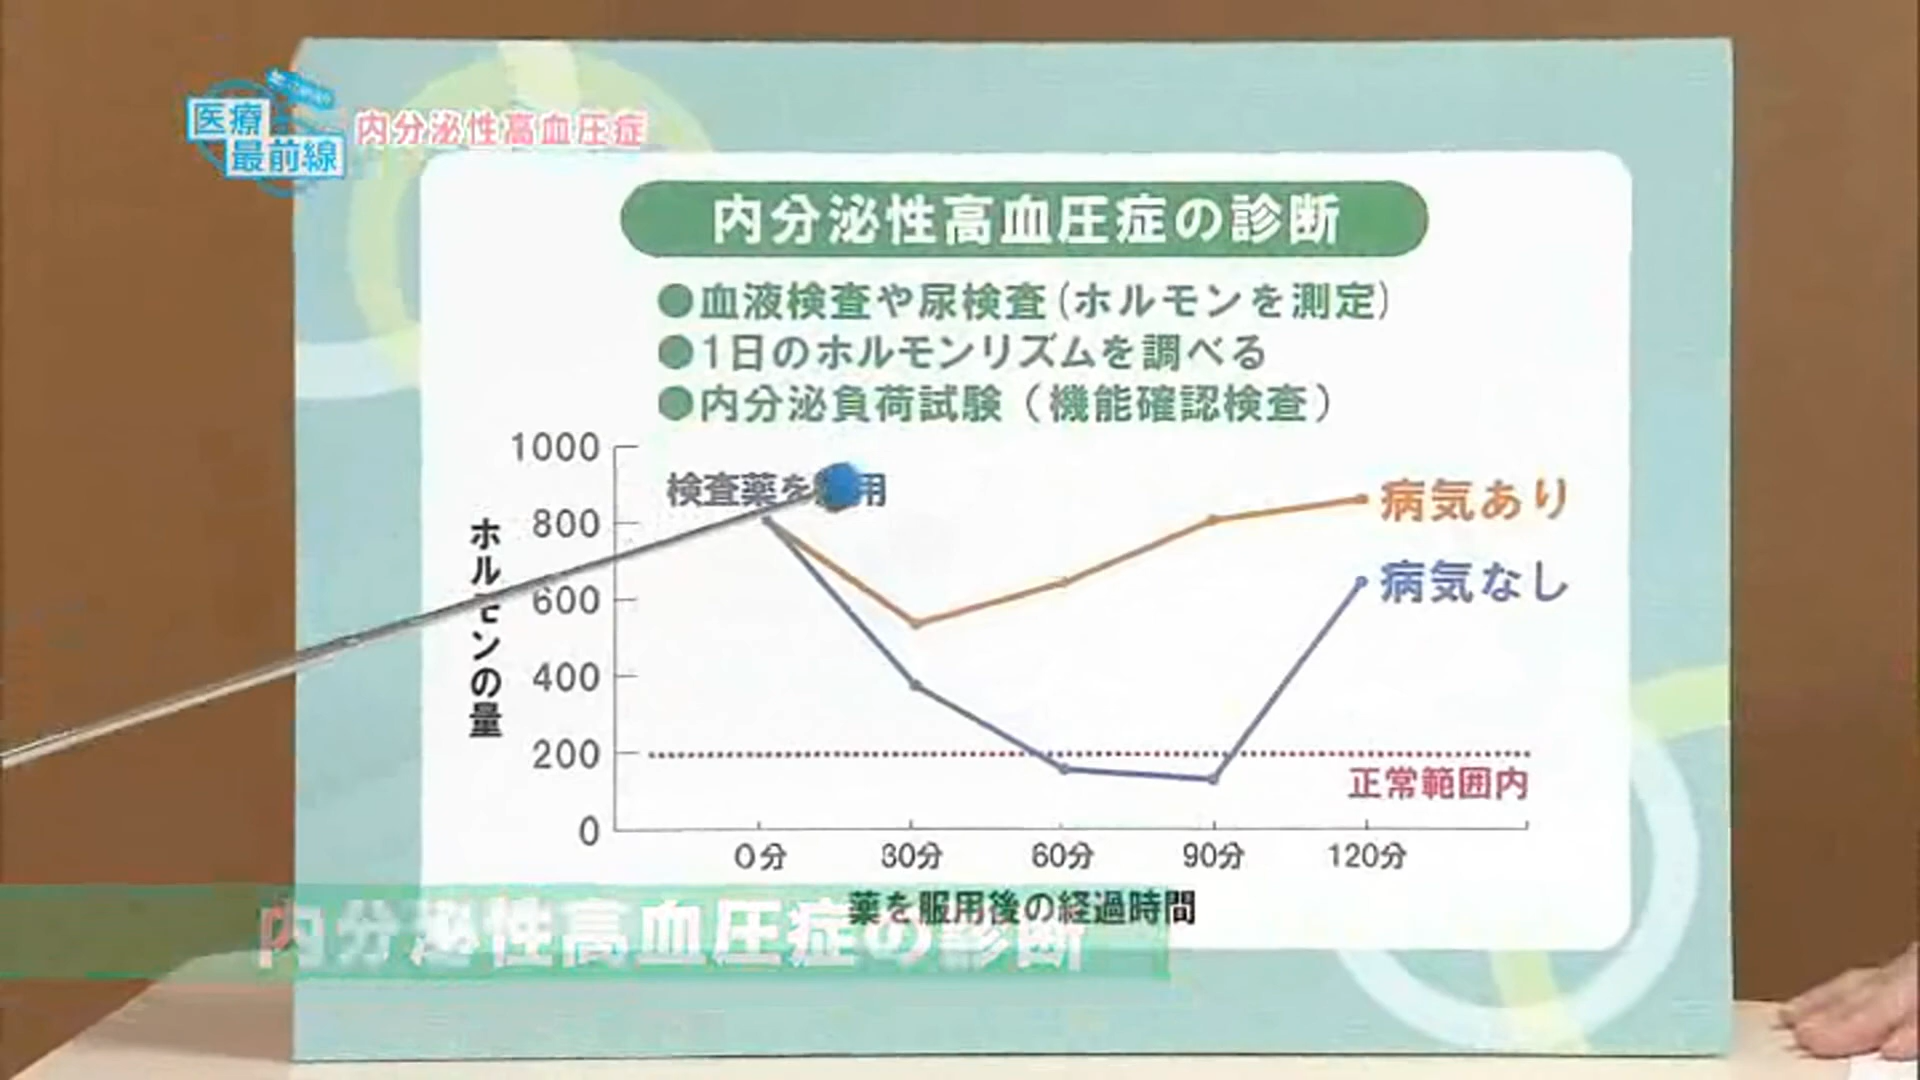 医療
最前線
内分泌性高血圧症
内分泌性高血圧症の診断
●血液検査や尿検査(ホルモンを測定)
●1日のホルモンリズムを調べる
●内分泌負荷試験(機能確認検査)
検査薬を 用
1000
800
600
400
200
0
ホルモンの量
病気あり
病気なし
正常範囲内
0分 30分 60分 90分 120分
薬を服用後の経過時間
内分泌性高血圧症の診断